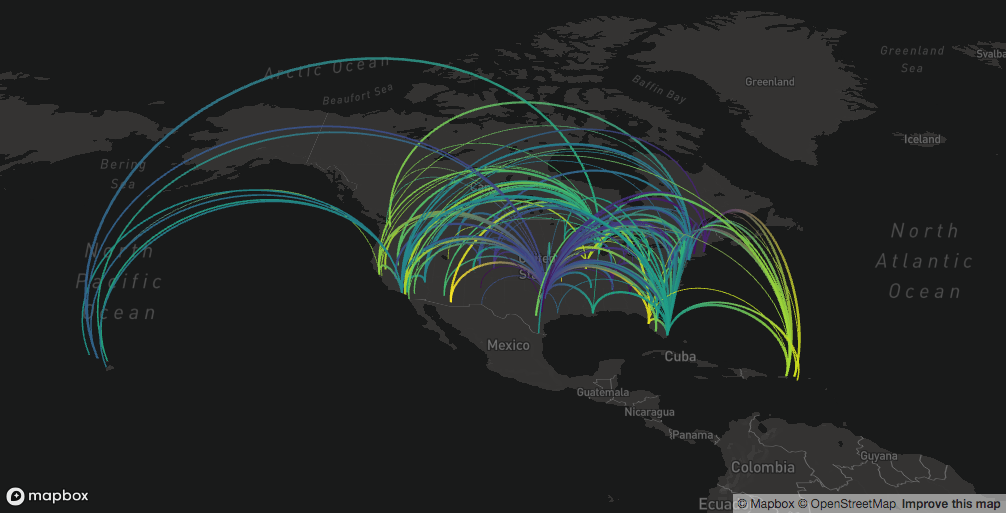 Greenland
Sea
Svalba
Arctic Ocean
Greenland
Beaufort Sea
Baffin Bay
Iceland
Bering
Sea
North
Pacific
Ocean
North
Atlantic
Ocean
United
Mexico
Cuba
Guatemala
Nicaragua
Panama
Guyana
Colombia
mapbox
© Mapbox © OpenStreetMap Improve this map